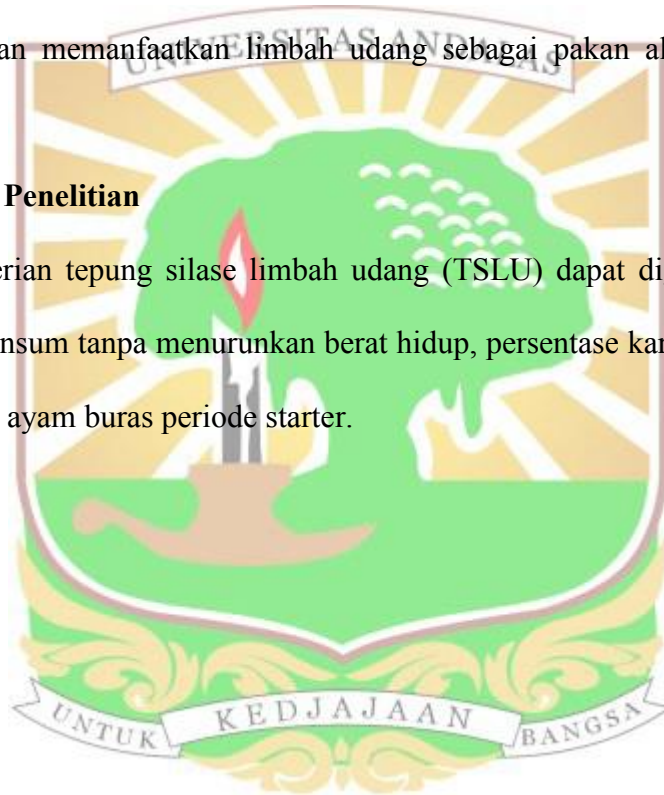 an memanfaatkan limbah udang sebagai pakan al
UNIVERSITAS ANDALAS
Penelitian
erian tepung silase limbah udang (TSLU) dapat di
nsum tanpa menurunkan berat hidup, persentase kar
ayam buras periode starter.
UNTUK KEDJAJAAN BANGSA